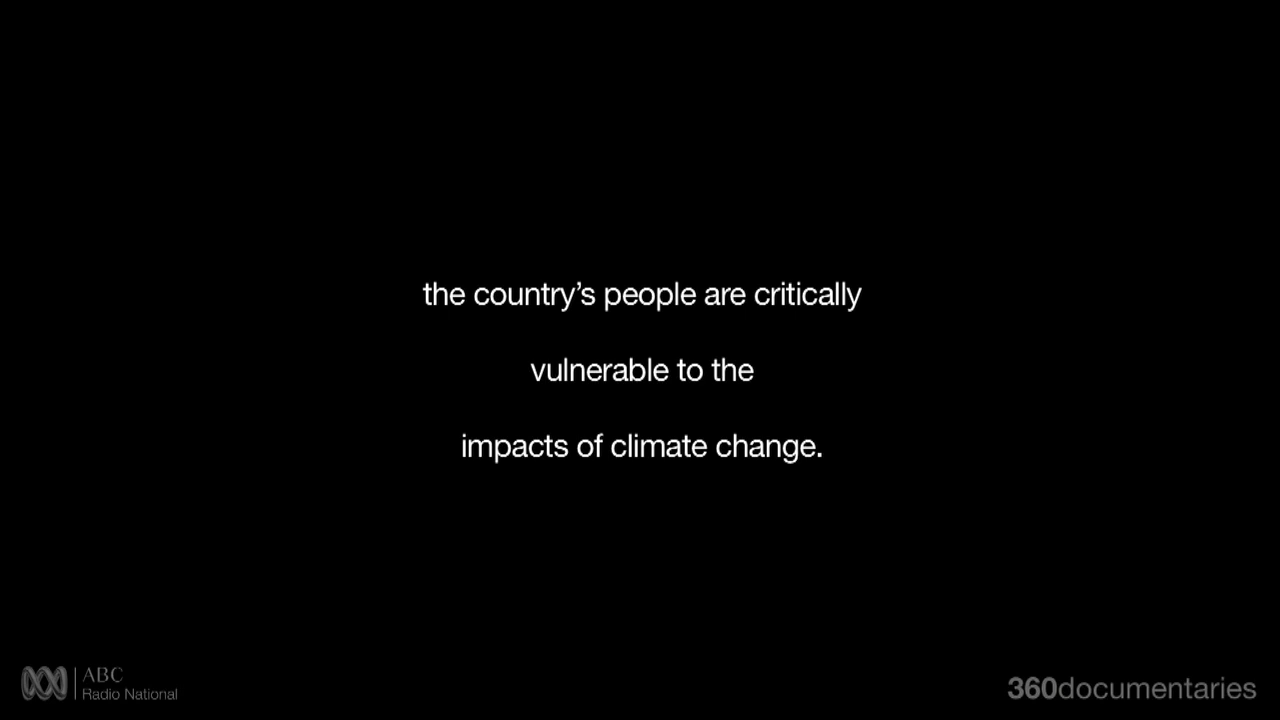 the country’s people are critically
vulnerable to the
impacts of climate change.
ABC
Radio National
360documentaries